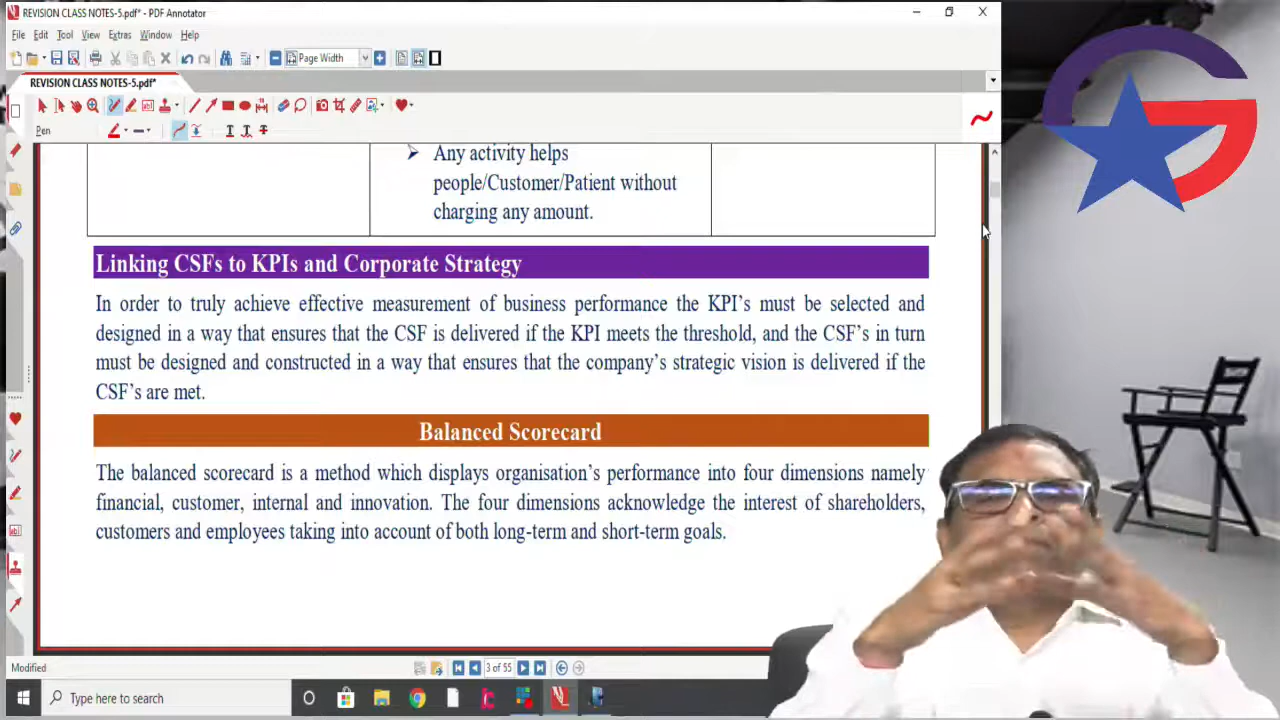 REVISION CLASS NOTES-5.pdf* - PDF Annotator
File Edit Tool View Extras Window Help
Page Width
REVISION CLASS NOTES-5.pdf*
Pen
Any activity helps
people/Customer/Patient without
charging any amount.
Linking CSFs to KPIs and Corporate Strategy
In order to truly achieve effective measurement of business performance the KPI's must be selected and
designed in a way that ensures that the CSF is delivered if the KPI meets the threshold, and the CSF's in turn
must be designed and constructed in a way that ensures that the company's strategic vision is delivered if the
CSF's are met.
Balanced Scorecard
The balanced scorecard is a method which displays organisation's performance into four dimensions namely
financial, customer, internal and innovation. The four dimensions acknowledge the interest of shareholders,
customers and employees taking into account of both long-term and short-term goals.
Modified
3 of 55
Type here to search